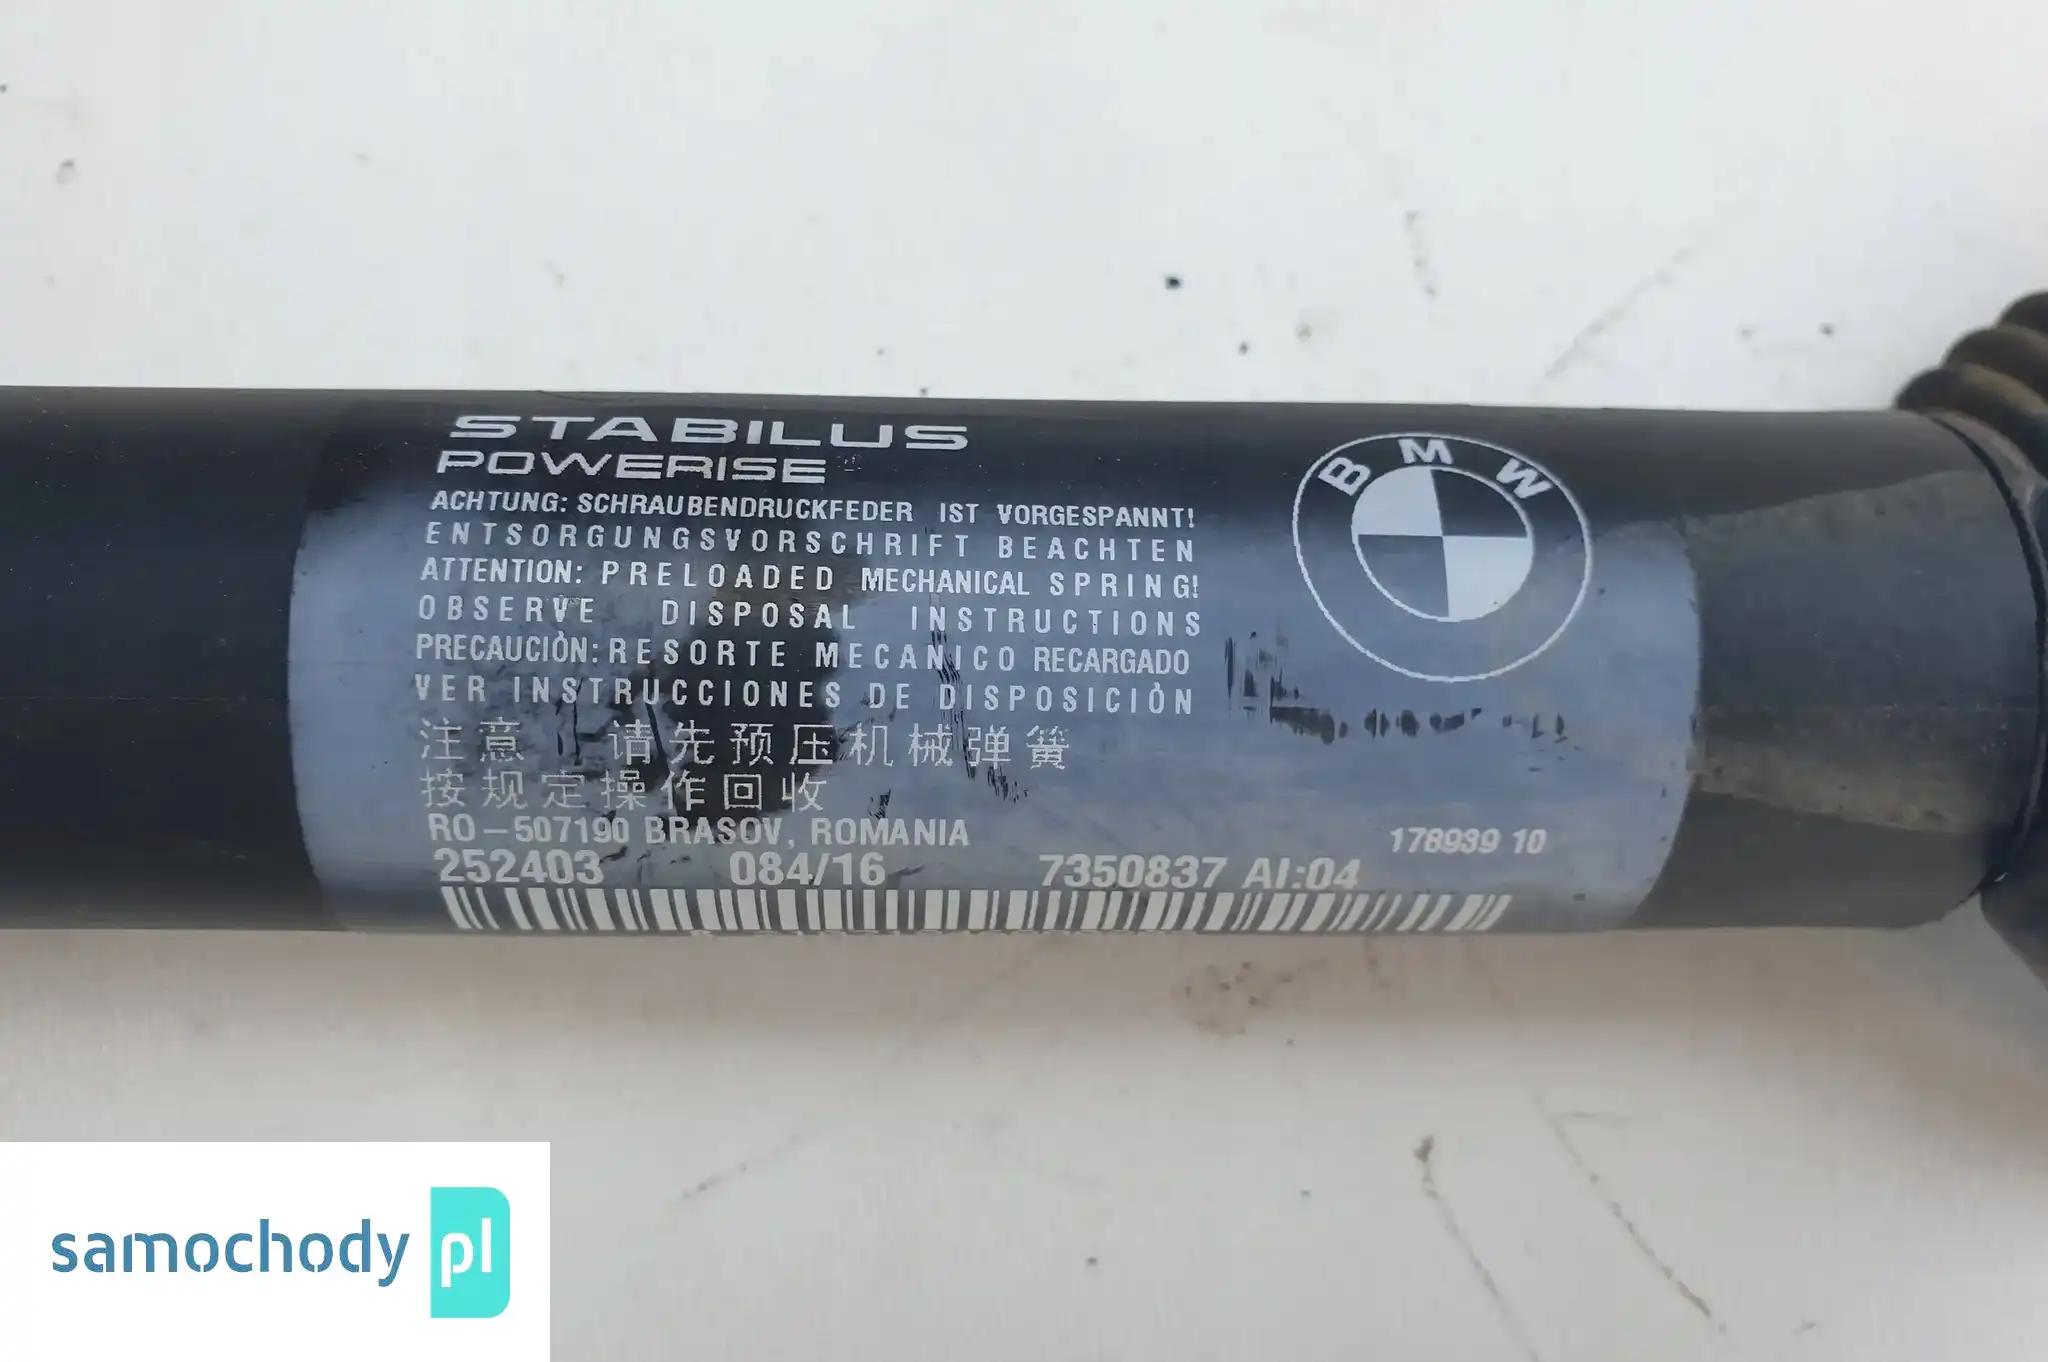 STABILUS
POWERISE
ACHTUNG: SCHRAUBENDRUCKFEDER IST VORGESPANNT!
ENTSORGUNGSVORSCHRIFT BEACHTEN
ATTENTION: PRELOADED MECHANICAL SPRING!
OBSERVE DISPOSAL INSTRUCTIONS
PRECAUCIÒN: RESORTE MECANICO RECARGADO
VER INSTRUCCIONES DE DISPOSICIÒN
注意 请先预压机械弹簧
按规定操作回收
RO-507190 BRASOV, ROMANIA
178939 10
252403 084/16 7350837 AI:04
BMW
samochody pl